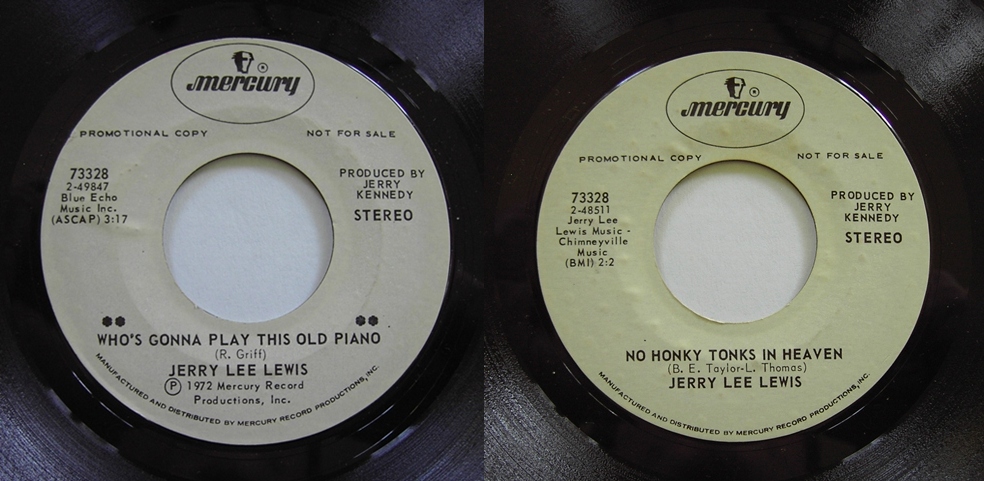 mercury ®
PROMOTIONAL COPY NOT FOR SALE
73328
2-49847
Blue Echo
Music Inc.
(ASCAP) 3:17
PRODUCED BY
JERRY
KENNEDY
STEREO
WHO'S GONNA PLAY THIS OLD PIANO
(R. Griff)
JERRY LEE LEWIS
Ⓟ 1972 Mercury Record
Productions, Inc.
MANUFACTURED AND DISTRIBUTED BY MERCURY RECORD PRODUCTIONS, INC.
mercury ®
PROMOTIONAL COPY NOT FOR SALE
73328
2-48511
Jerry Lee
Lewis Music -
Chimneyville
Music
(BMI) 2:2
PRODUCED BY
JERRY
KENNEDY
STEREO
NO HONKY TONKS IN HEAVEN
(B. E. Taylor-L. Thomas)
JERRY LEE LEWIS
MANUFACTURED AND DISTRIBUTED BY MERCURY RECORD PRODUCTIONS, INC.